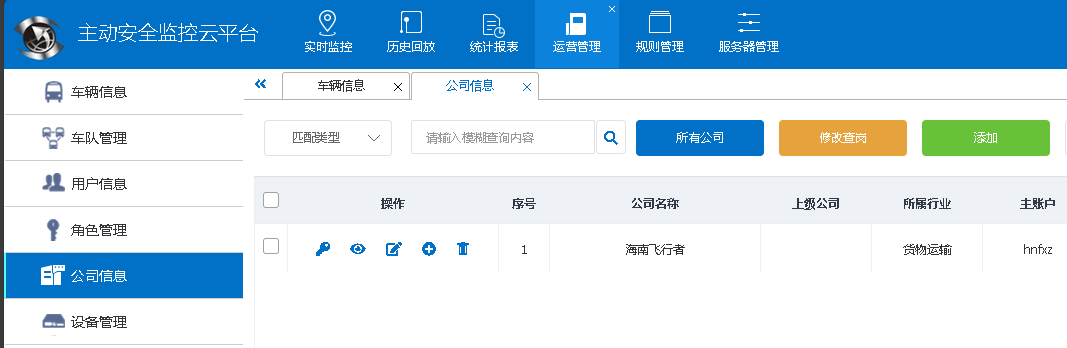 主动安全监控云平台
实时监控
历史回放
统计报表
运营管理
规则管理
服务器管理
车辆信息
公司信息
车辆信息
车队管理
用户信息
角色管理
公司信息
设备管理
匹配类型
请输入模糊查询内容
所有公司
修改查岗
添加
操作 序号 公司名称 上级公司 所属行业 主账户
1 海南飞行者 货物运输 hnfxz